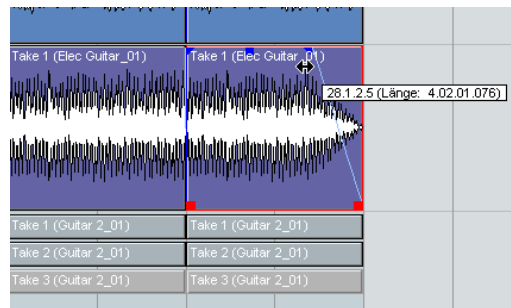 Take 1 (Elec Guitar_01)
Take 1 (Elec Guitar_01)
28.1.2.5 (Länge: 4.02.01.076)
Take 1 (Guitar 2_01)
Take 1 (Guitar 2_01)
Take 2 (Guitar 2_01)
Take 2 (Guitar 2_01)
Take 3 (Guitar 2_01)
Take 3 (Guitar 2_01)